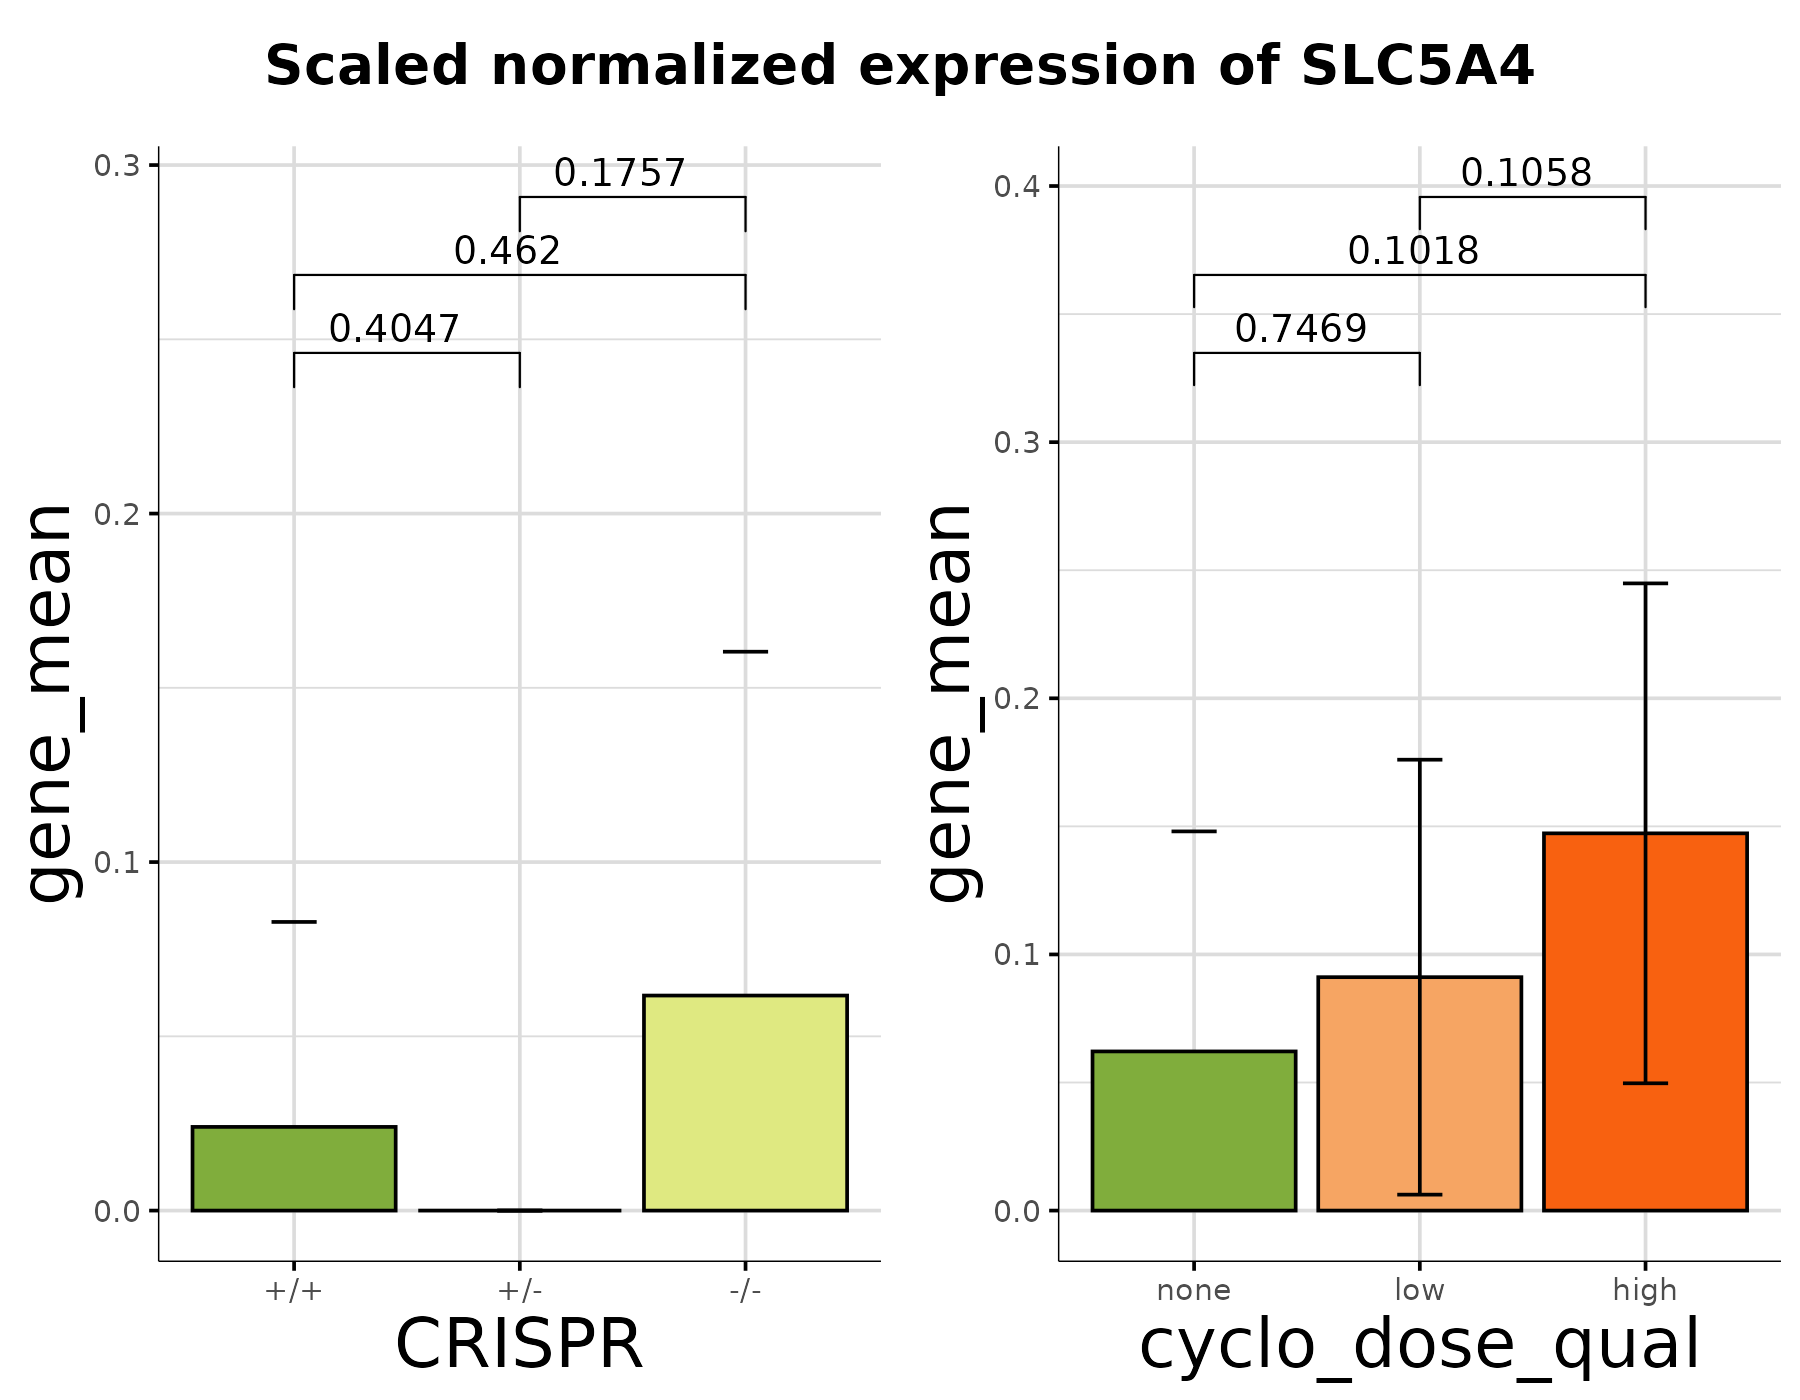 Scaled normalized expression of SLC5A4
0.3
0.2
0.1
0.0
gene_mean
0.1757
0.462
0.4047
+/+
+/-
-/-
CRISPR
0.4
0.3
0.2
0.1
0.0
gene_mean
0.1058
0.1018
0.7469
none
low
high
cyclo_dose_qual